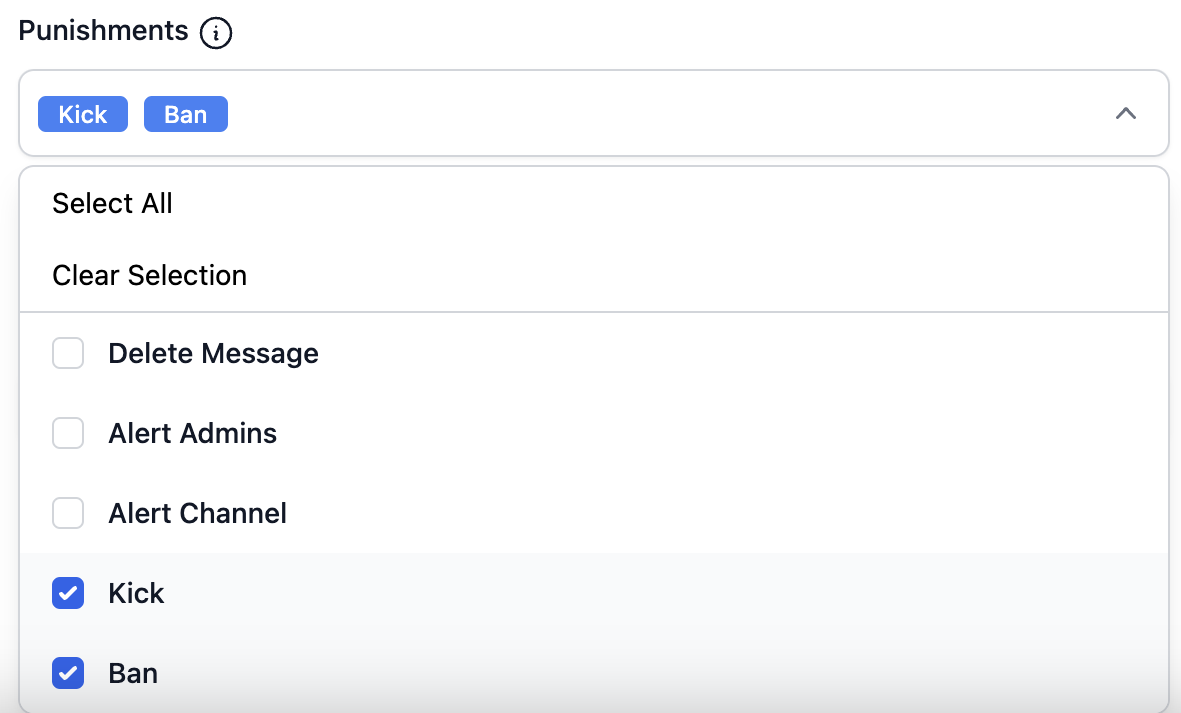 Punishments
Kick Ban
Select All
Clear Selection
Delete Message
Alert Admins
Alert Channel
Kick
Ban